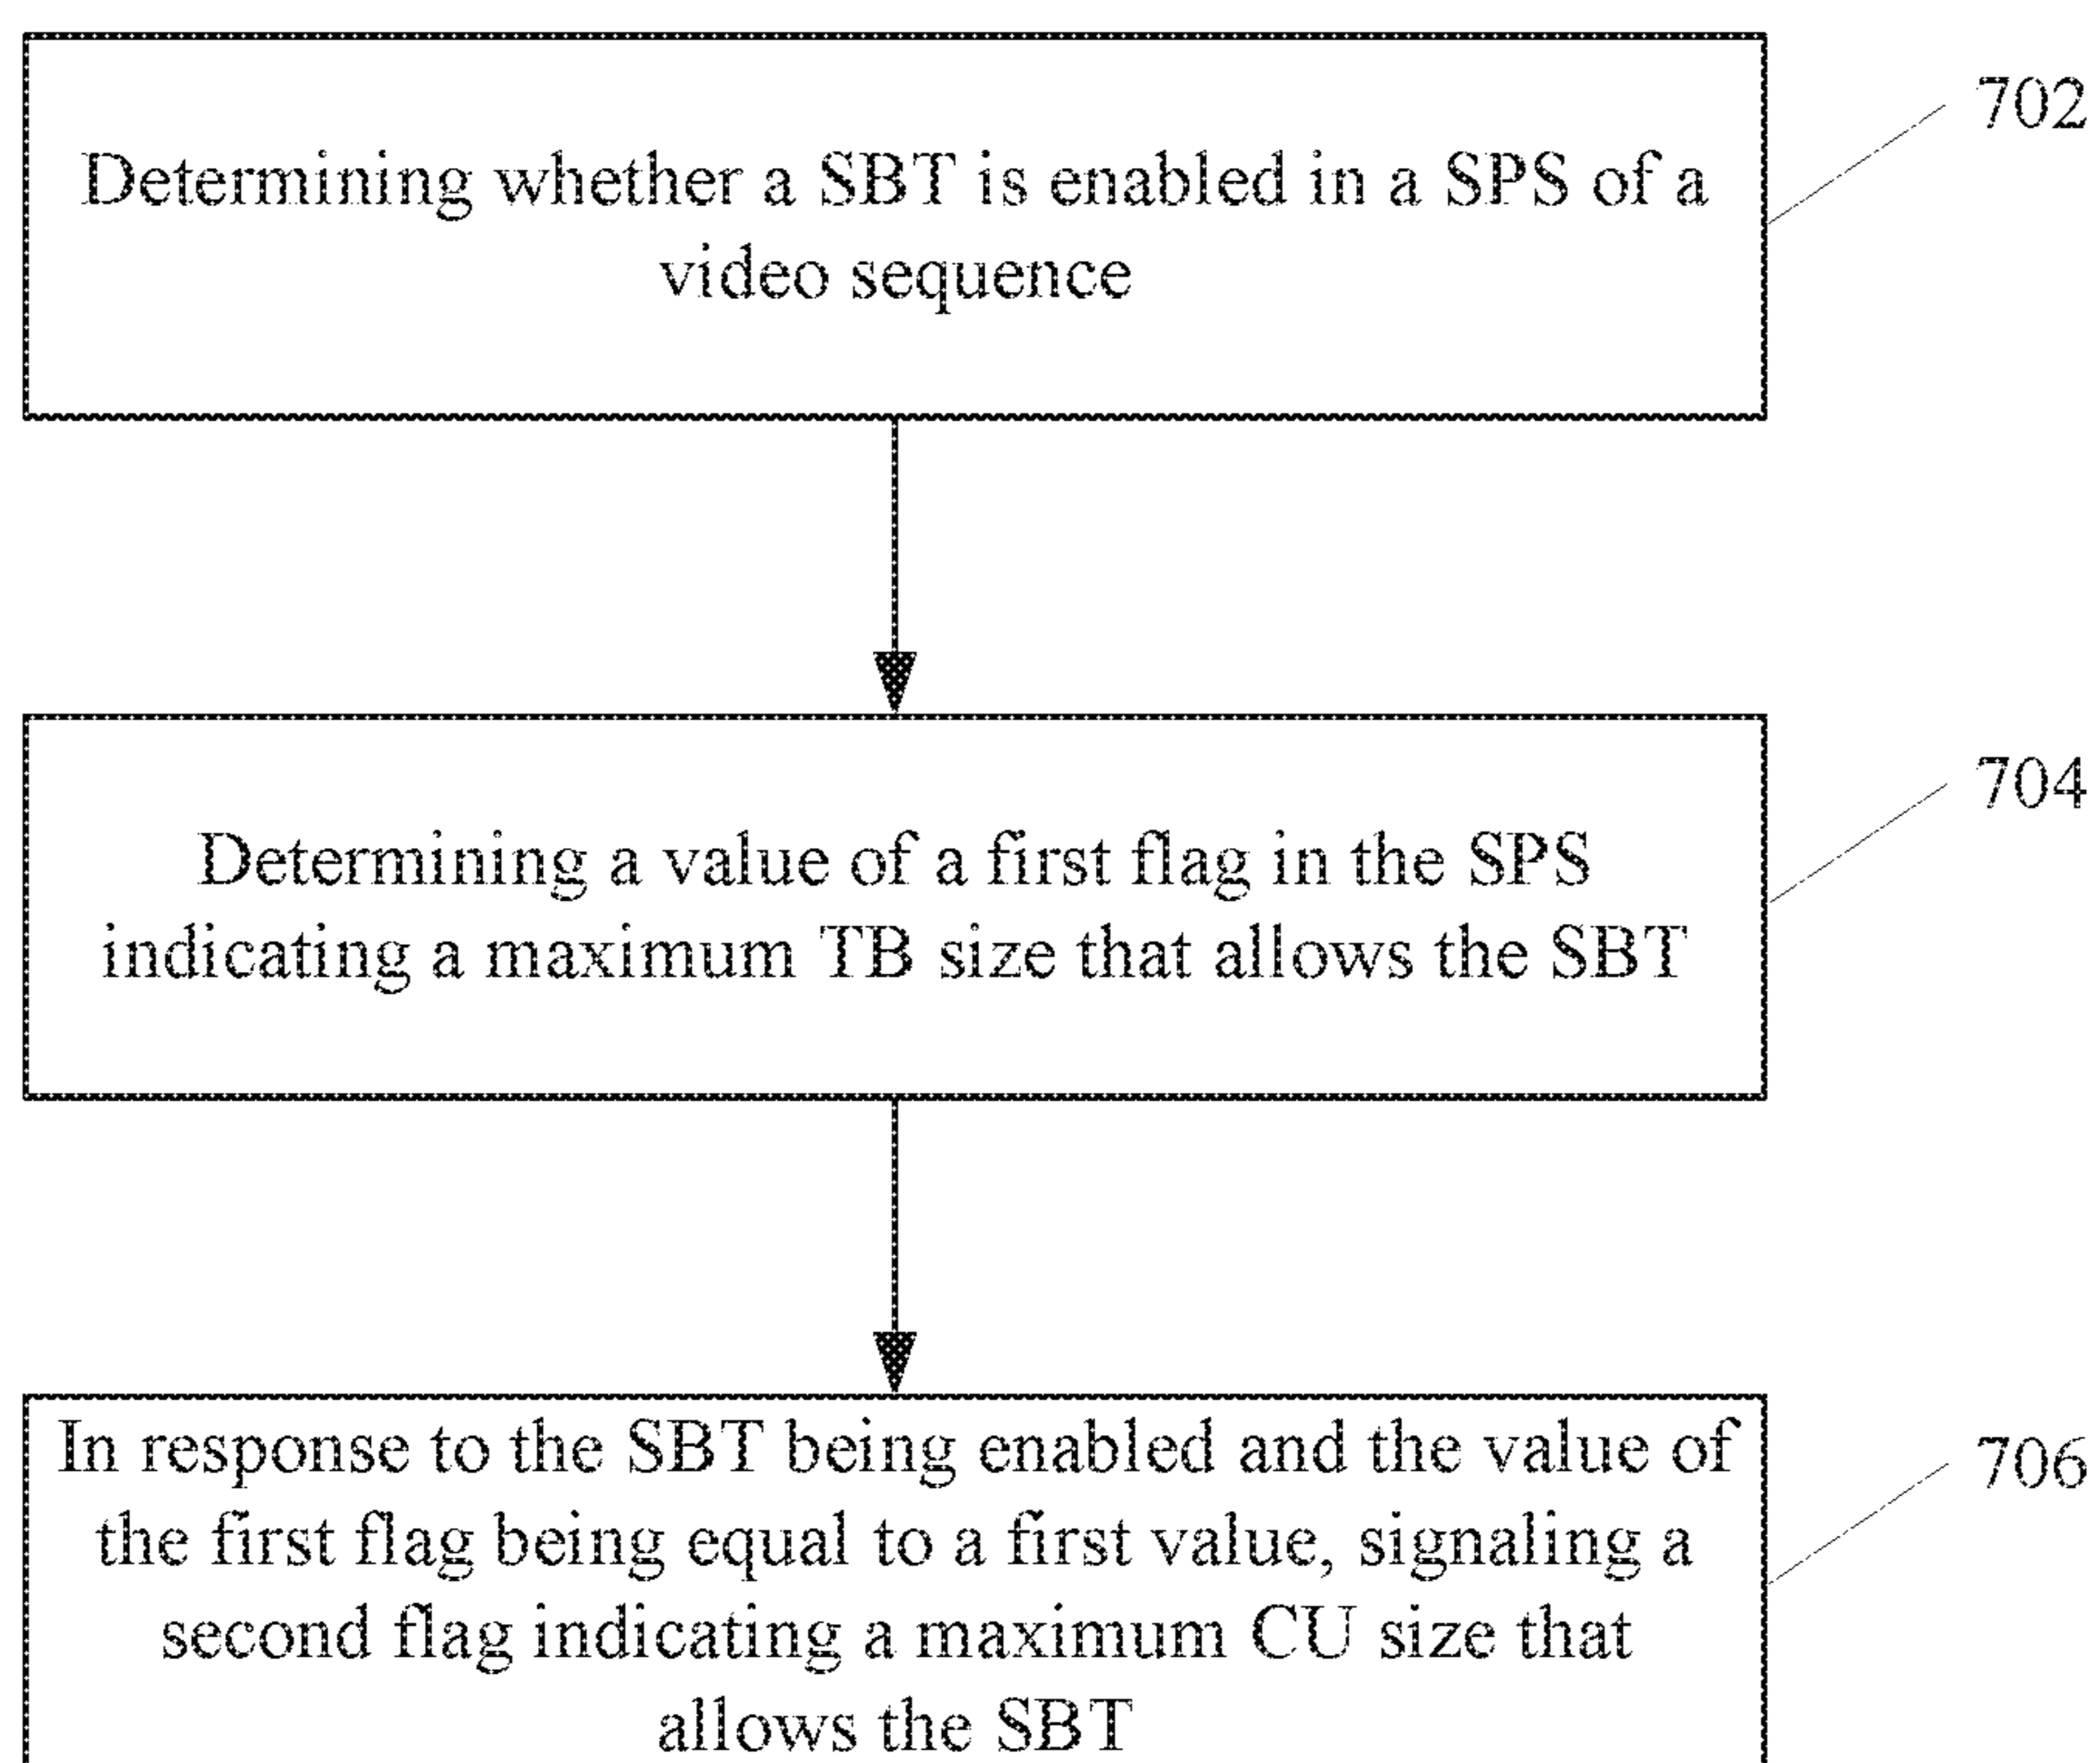 702
Determining whether a SBT is enabled in a SPS of a
video sequence
704
Determining a value of a first flag in the SPS
indicating a maximum TB size that allows the SBT
706
In response to the SBT being enabled and the value of
the first flag being equal to a first value, signaling a
second flag indicating a maximum CU size that
allows the SBT